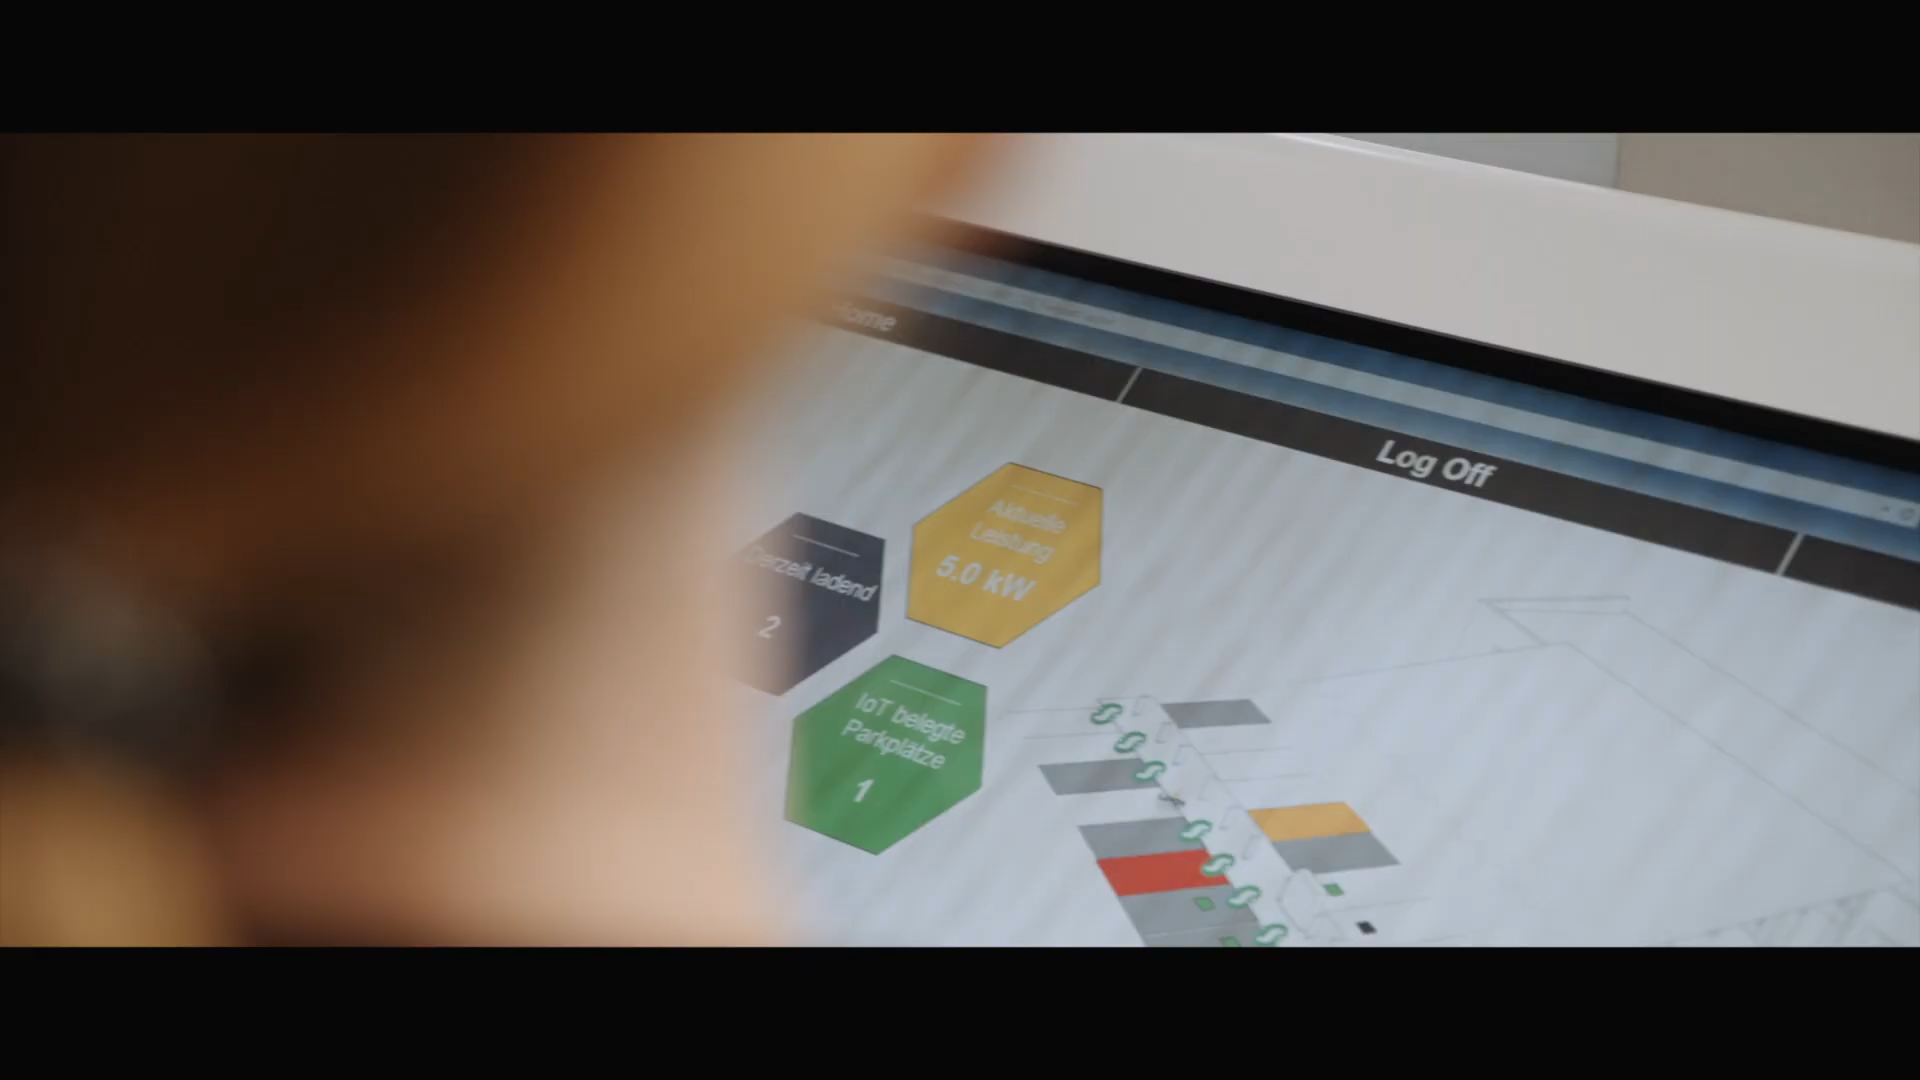 Home
Log Off
Aktuelle
Leistung
5.0 kW
Derzeit ladend
2
IoT belegte
Parkplätze
1